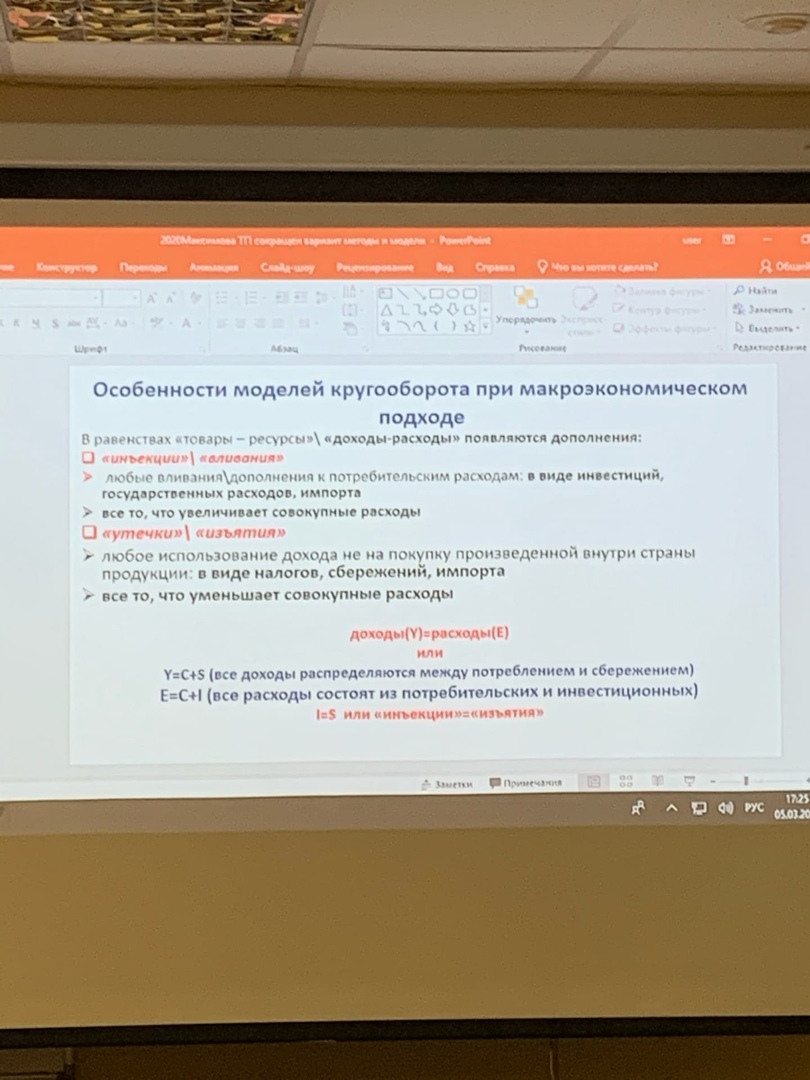 2020Максимова ТП сокращен вариант методы и модели - PowerPoint
user
Конструктор Переходы Анимация Слайд-шоу Рецензирование Вид Справка Что вы хотите сделать?
Найти
Заменить
Выделить
Упорядочить Экспресс-стили
Заливка фигуры
Контур фигуры
Эффекты фигуры
Шрифт Абзац Рисование Редактирование
Особенности моделей кругооборота при макроэкономическом
подходе
В равенствах «товары – ресурсы»\ «доходы-расходы» появляются дополнения:
«инъекции»\ «вливания»
любые вливания\дополнения к потребительским расходам: в виде инвестиций,
государственных расходов, импорта
все то, что увеличивает совокупные расходы
«утечки»\ «изъятия»
любое использование дохода не на покупку произведенной внутри страны
продукции: в виде налогов, сбережений, импорта
все то, что уменьшает совокупные расходы
доходы(Y)=расходы(E)
или
Y=C+S (все доходы распределяются между потреблением и сбережением)
E=C+I (все расходы состоят из потребительских и инвестиционных)
I=S или «инъекции»=«изъятия»
Заметки Примечания
РУС 17:25
05.03.20